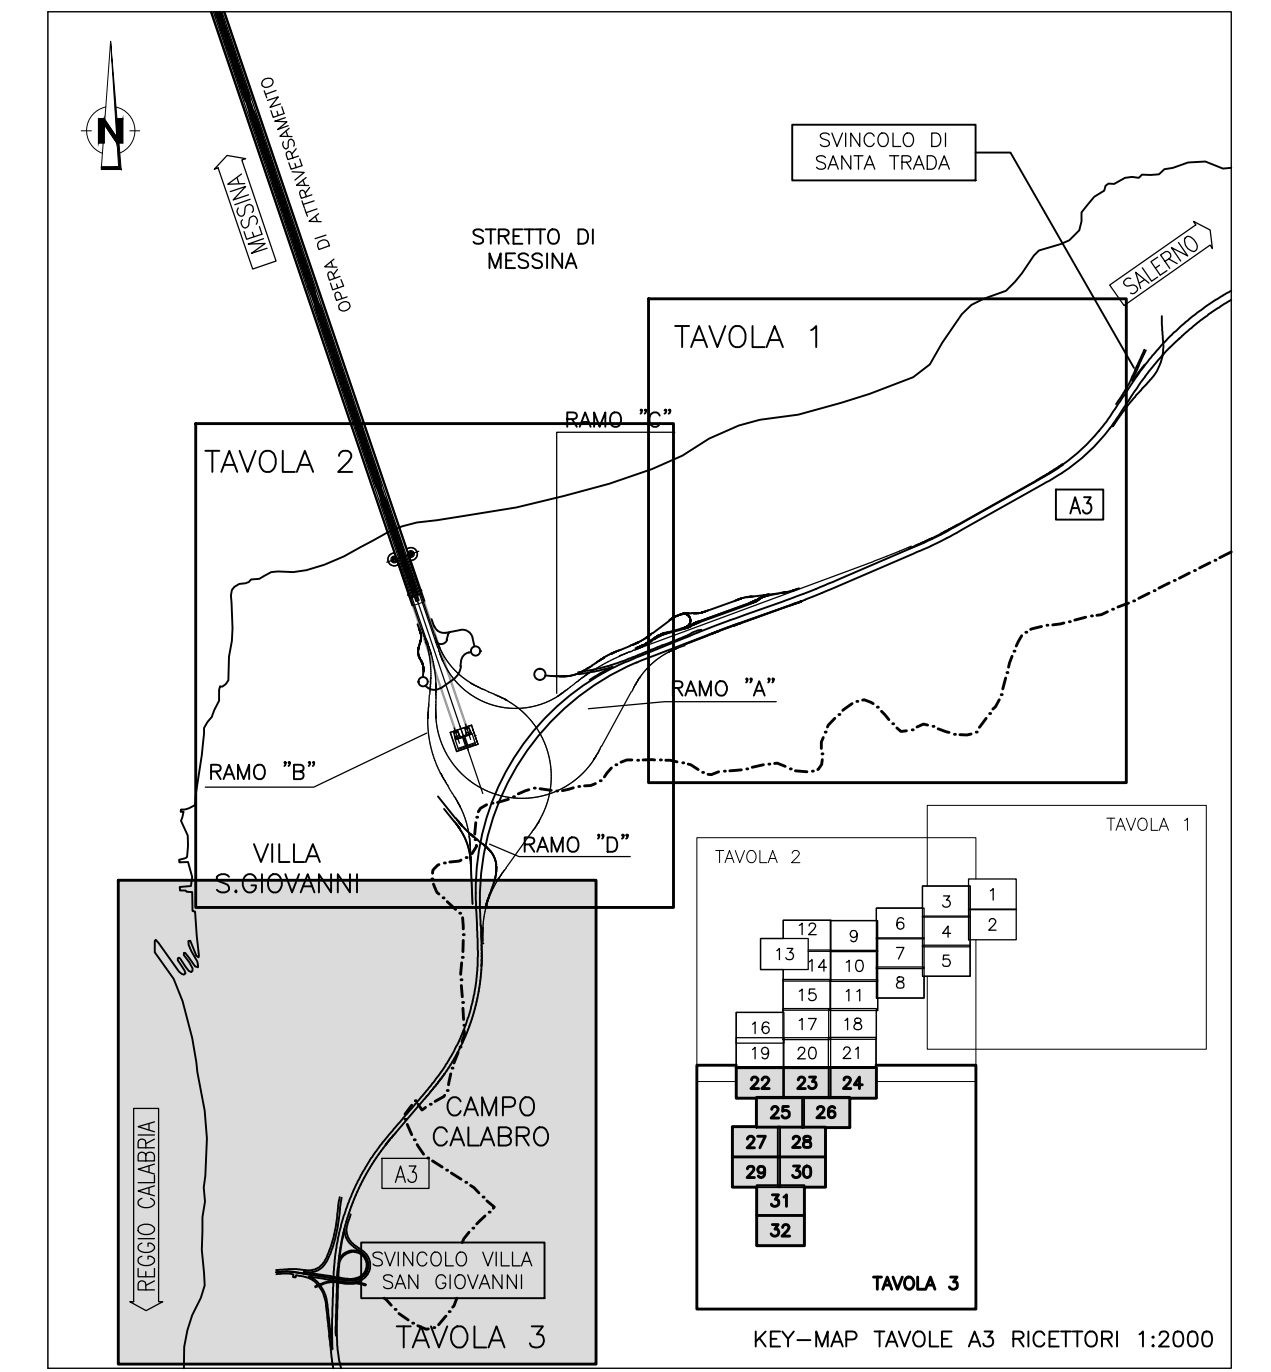 N
MESSINA
OPERA DI ATTRAVERSAMENTO
STRETTO DI
MESSINA
SVINCOLO DI
SANTA TRADA
SALERNO
TAVOLA 1
RAMO "C"
TAVOLA 2
A3
RAMO "A"
RAMO "B"
RAMO "D"
VILLA
S.GIOVANNI
CAMPO
CALABRO
A3
REGGIO CALABRIA
SVINCOLO VILLA
SAN GIOVANNI
TAVOLA 3
TAVOLA 1
TAVOLA 2
1
2
3
4
5
6
7
8
9
10
11
12
13
14
15
16
17
18
19
20
21
22
23
24
25
26
27
28
29
30
31
32
TAVOLA 3
KEY-MAP TAVOLE A3 RICETTORI 1:2000